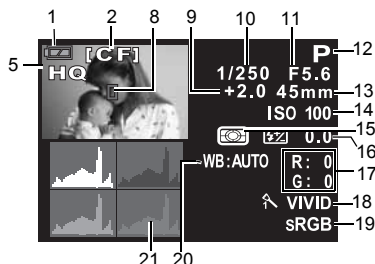 1 2 8 9 10 11
5 [CF] P 12
HQ 1/250 F5.6
+2.0 45mm 13
ISO 100 14
0.0 15
16
WB:AUTO R: 0 17
G: 0
VIVID 18
sRGB 19
21 20